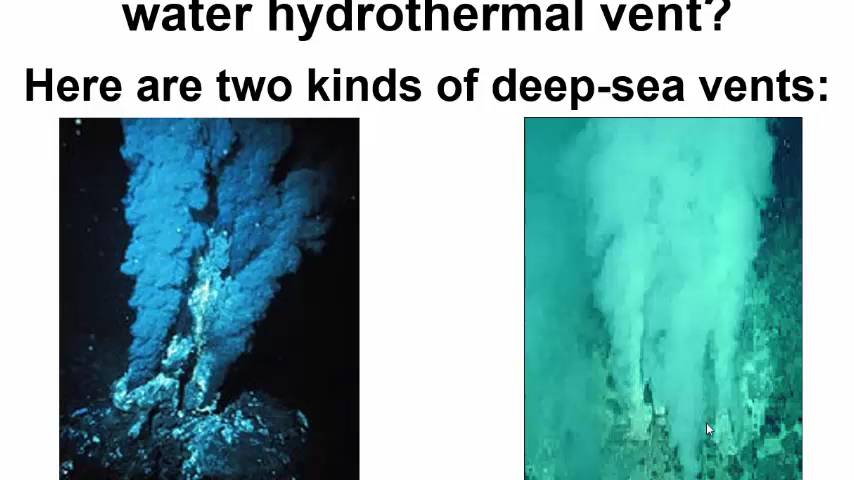 water hydrothermal vent?
Here are two kinds of deep-sea vents: